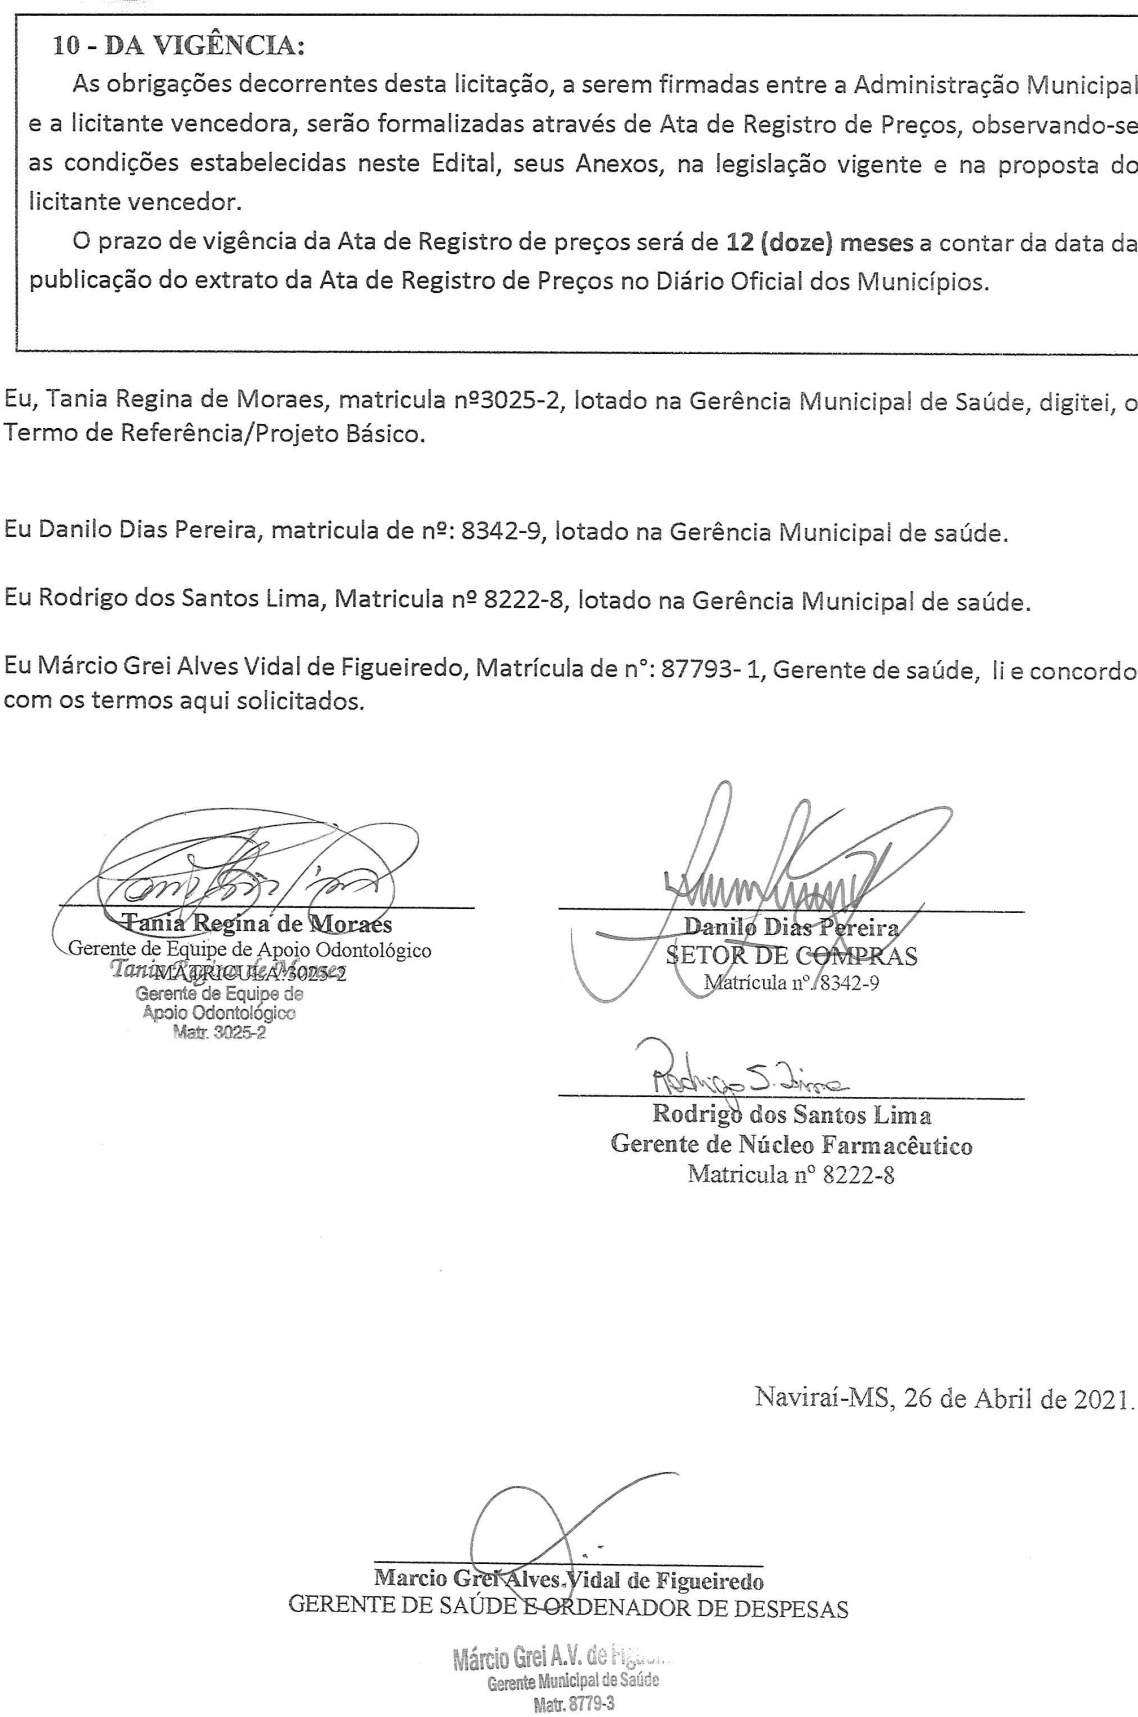 10 - DA VIGÊNCIA:
As obrigações decorrentes desta licitação, a serem firmadas entre a Administração Municipal
e a licitante vencedora, serão formalizadas através de Ata de Registro de Preços, observando-se
as condições estabelecidas neste Edital, seus Anexos, na legislação vigente e na proposta do
licitante vencedor.
O prazo de vigência da Ata de Registro de preços será de 12 (doze) meses a contar da data da
publicação do extrato da Ata de Registro de Preços no Diário Oficial dos Municípios.
Eu, Tania Regina de Moraes, matricula nº3025-2, lotado na Gerência Municipal de Saúde, digitei, o
Termo de Referência/Projeto Básico.
Eu Danilo Dias Pereira, matricula de nº: 8342-9, lotado na Gerência Municipal de saúde.
Eu Rodrigo dos Santos Lima, Matricula nº 8222-8, lotado na Gerência Municipal de saúde.
Eu Márcio Grei Alves Vidal de Figueiredo, Matrícula de n°: 87793- 1, Gerente de saúde, li e concordo
com os termos aqui solicitados.
Tania Regina de Moraes
Gerente de Equipe de Apoio Odontológico
MATRICULA:3025-2
Tania Regina de Moraes
Gerente de Equipe de
Apoio Odontológico
Matr. 3025-2
Danilo Dias Pereira
SETOR DE COMPRAS
Matrícula nº. 8342-9
Rodrigo S. Lima
Rodrigo dos Santos Lima
Gerente de Núcleo Farmacêutico
Matricula nº 8222-8
Naviraí-MS, 26 de Abril de 2021.
Marcio Grei Alves Vidal de Figueiredo
GERENTE DE SAÚDE E ORDENADOR DE DESPESAS
Márcio Grei A.V. de
Gerente Municipal de Saúde
Matr. 8779-3